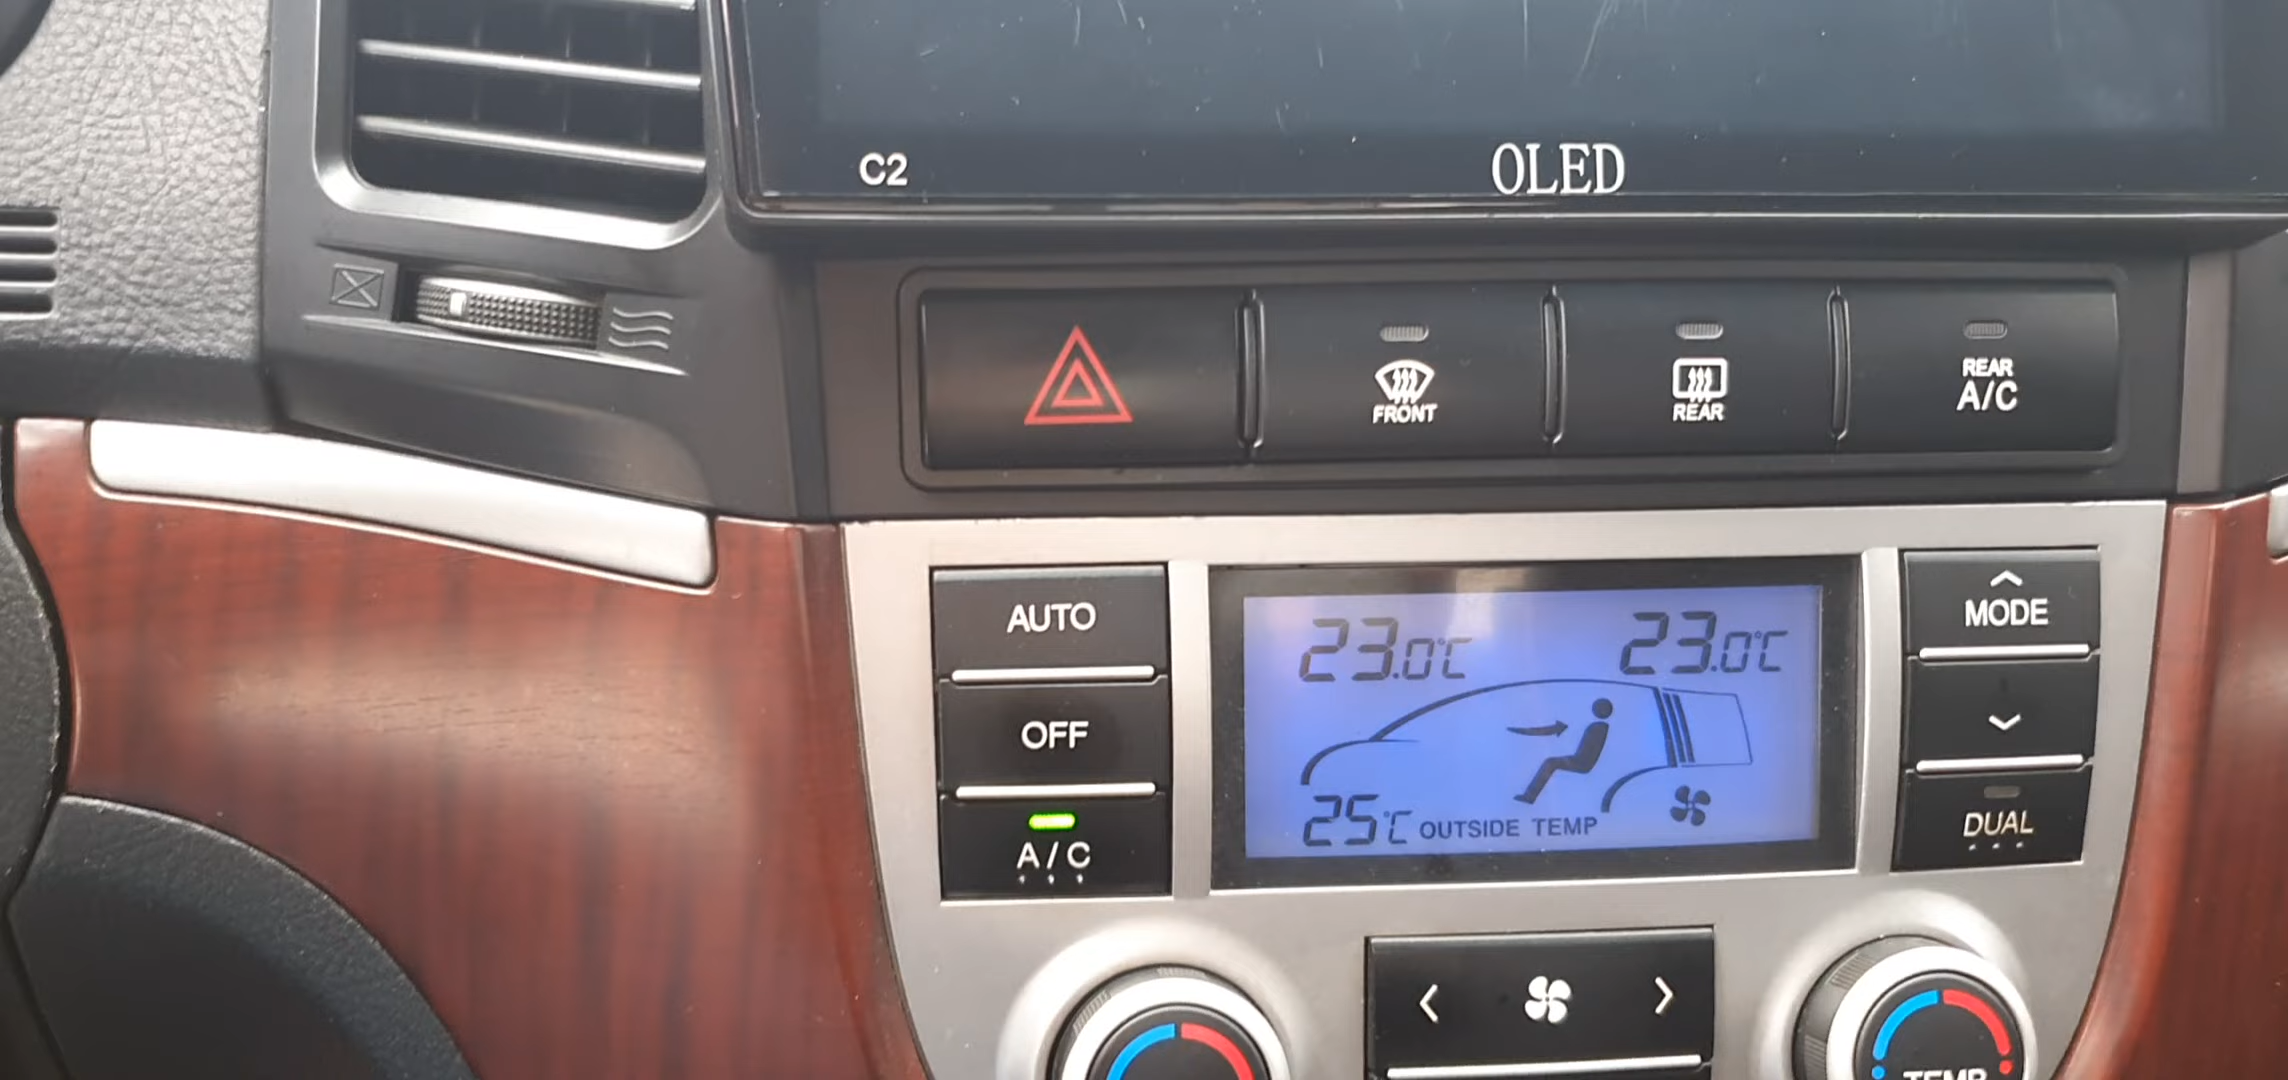 C2
OLED
FRONT
REAR
REAR
A/C
AUTO
OFF
A/C
23.0℃ 23.0℃
25℃ OUTSIDE TEMP
MODE
DUAL
TEMP